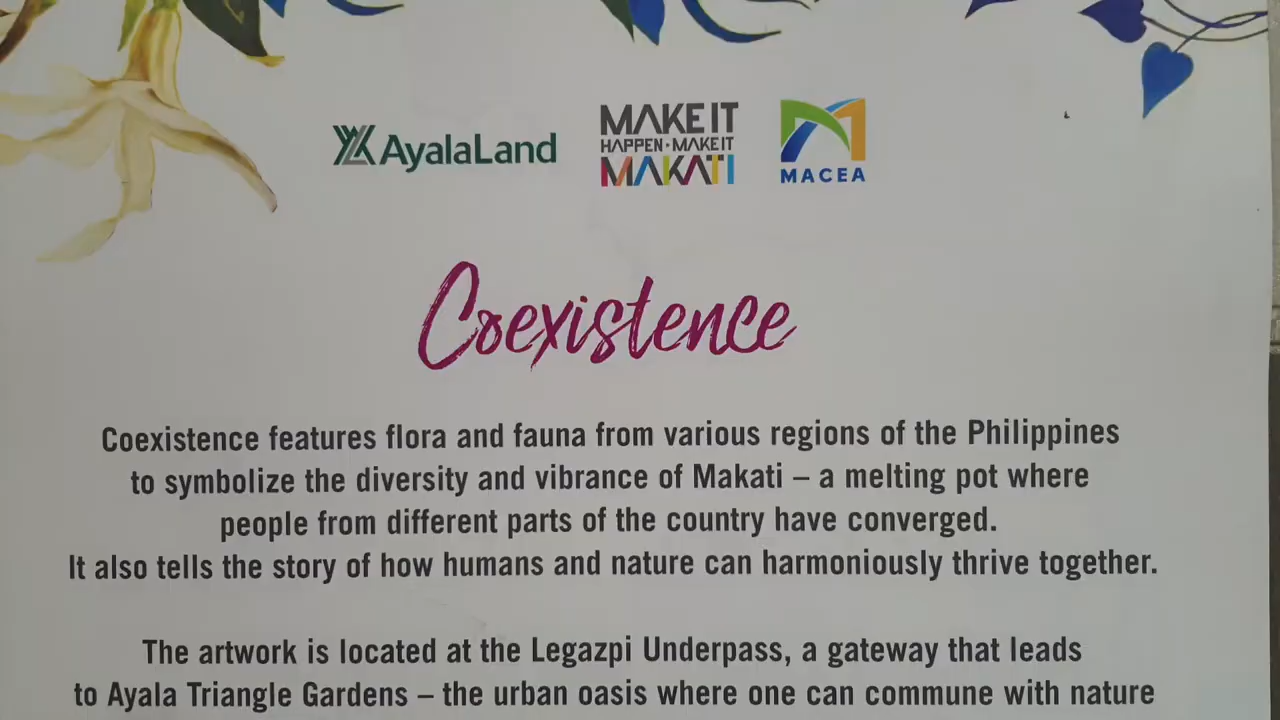 AyalaLand
MAKE IT
HAPPEN · MAKE IT
MAKATI
MACEA
Coexistence
Coexistence features flora and fauna from various regions of the Philippines
to symbolize the diversity and vibrance of Makati – a melting pot where
people from different parts of the country have converged.
It also tells the story of how humans and nature can harmoniously thrive together.
The artwork is located at the Legazpi Underpass, a gateway that leads
to Ayala Triangle Gardens – the urban oasis where one can commune with nature